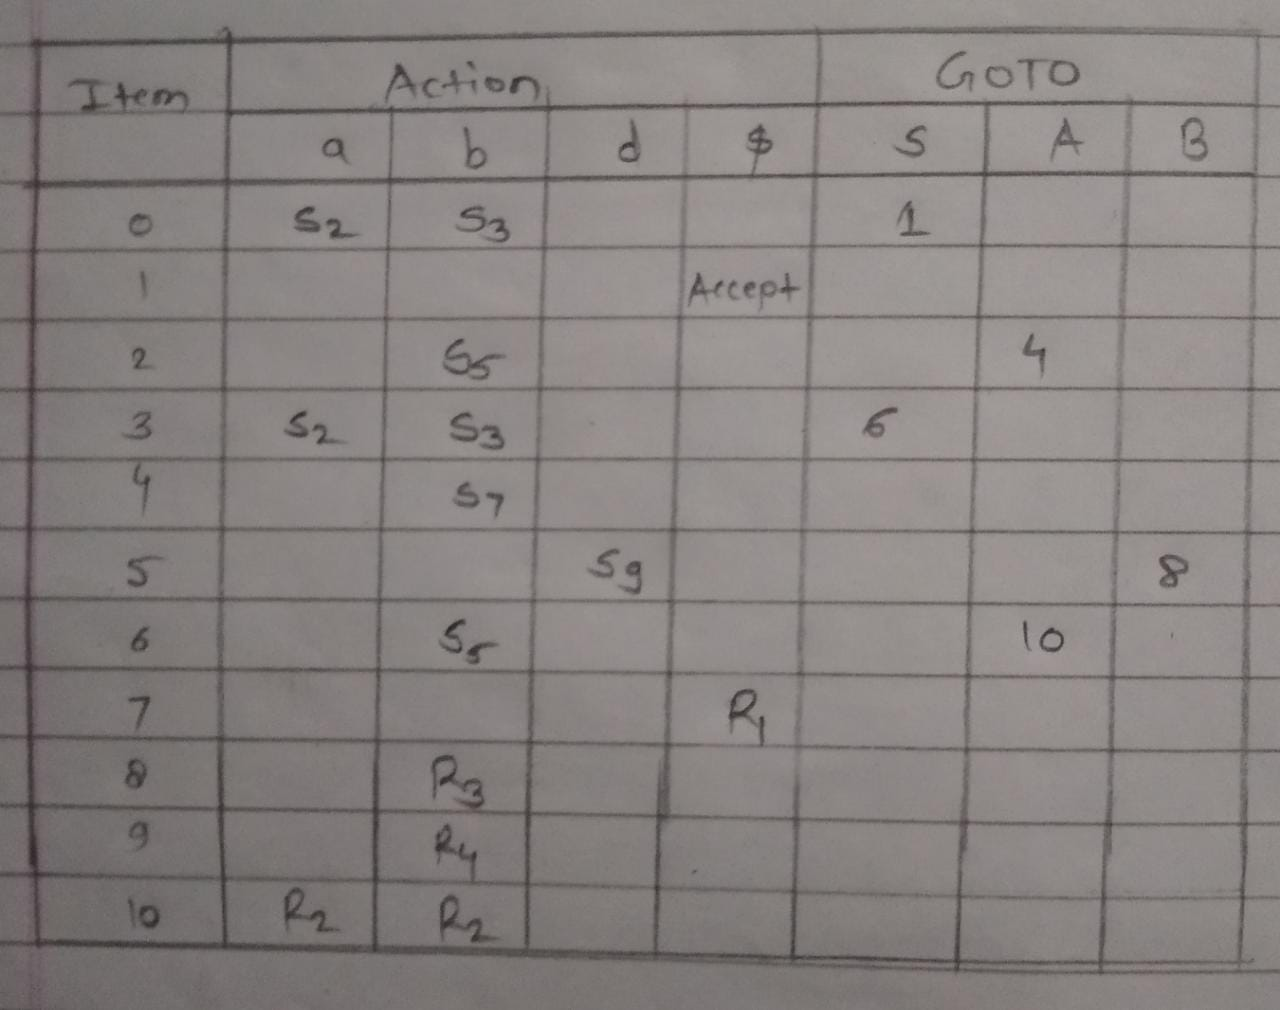 Item Action GOTO
a b d $ S A B
0 S2 S3 1
1 Accept
2 S5 4
3 S2 S3 6
4 S7
5 S9 8
6 S5 10
7 R1
8 R3
9 R4
10 R2 R2